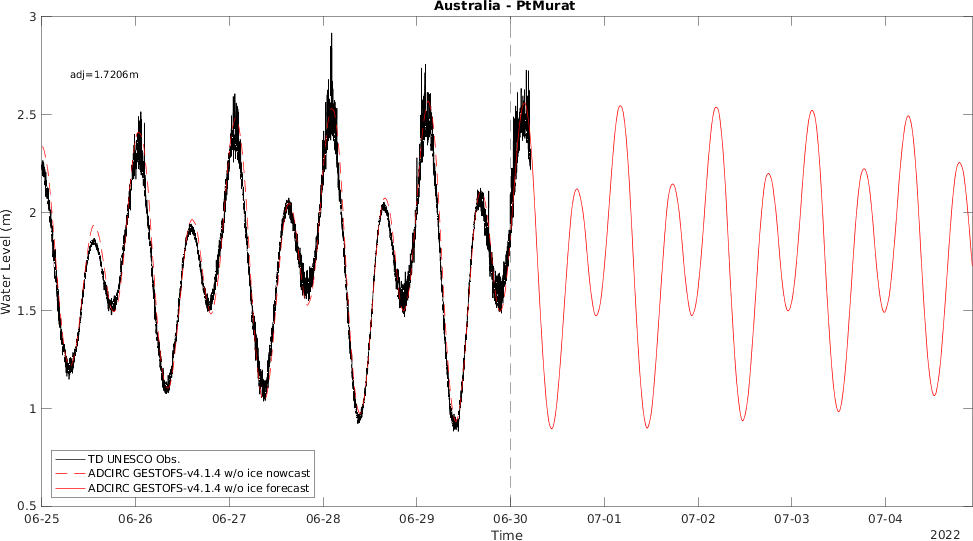 Australia - PtMurat
adj=1.7206m
Water Level (m)
3
2.5
2
1.5
1
0.5
TD UNESCO Obs.
ADCIRC GESTOFS-v4.1.4 w/o ice nowcast
ADCIRC GESTOFS-v4.1.4 w/o ice forecast
06-25 06-26 06-27 06-28 06-29 06-30 07-01 07-02 07-03 07-04
Time
2022